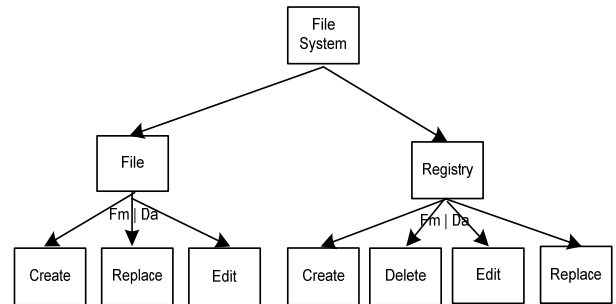 File
System
File
Registry
Fm | Da
Fm | Da
Create
Replace
Edit
Create
Delete
Edit
Replace